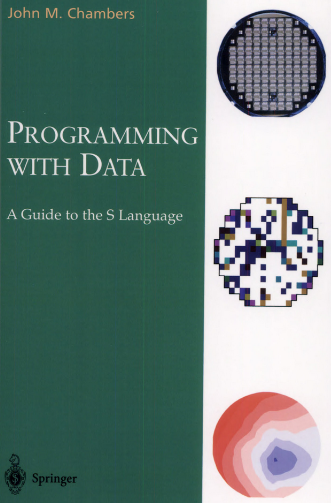 John M. Chambers
PROGRAMMING
WITH DATA
A Guide to the S Language
Springer